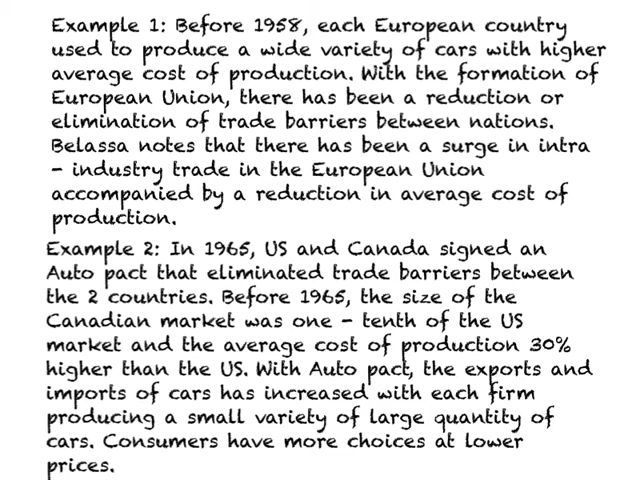 Example 1: Before 1958, each European country
used to produce a wide variety of cars with higher
average cost of production. With the formation of
European Union, there has been a reduction or
elimination of trade barriers between nations.
Belassa notes that there has been a surge in intra
- industry trade in the European Union
accompanied by a reduction in average cost of
production.
Example 2: In 1965, US and Canada signed an
Auto pact that eliminated trade barriers between
the 2 countries. Before 1965, the size of the
Canadian market was one - tenth of the US
market and the average cost of production 30%
higher than the US. With Auto pact, the exports and
imports of cars has increased with each firm
producing a small variety of large quantity of
cars. Consumers have more choices at lower
prices.